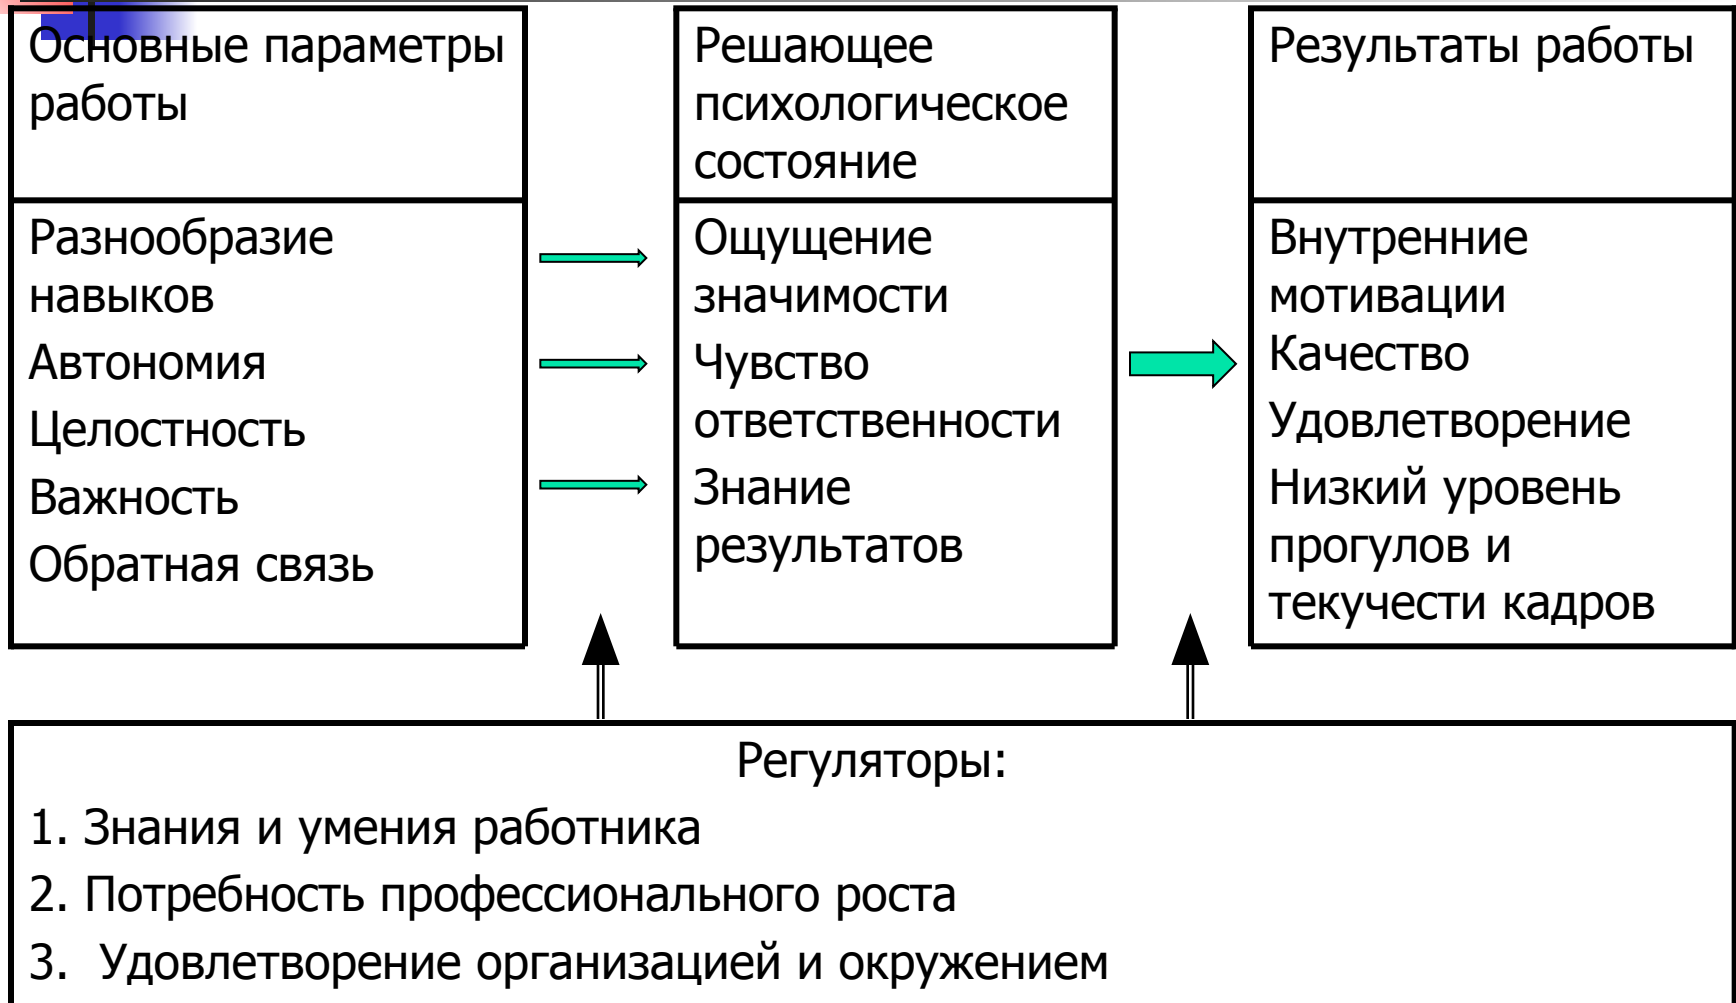 Основные параметры
работы
Решающее
психологическое
состояние
Результаты работы
Разнообразие
навыков
Автономия
Целостность
Важность
Обратная связь
Ощущение
значимости
Чувство
ответственности
Знание
результатов
Внутренние
мотивации
Качество
Удовлетворение
Низкий уровень
прогулов и
текучести кадров
Регуляторы:
1. Знания и умения работника
2. Потребность профессионального роста
3. Удовлетворение организацией и окружением